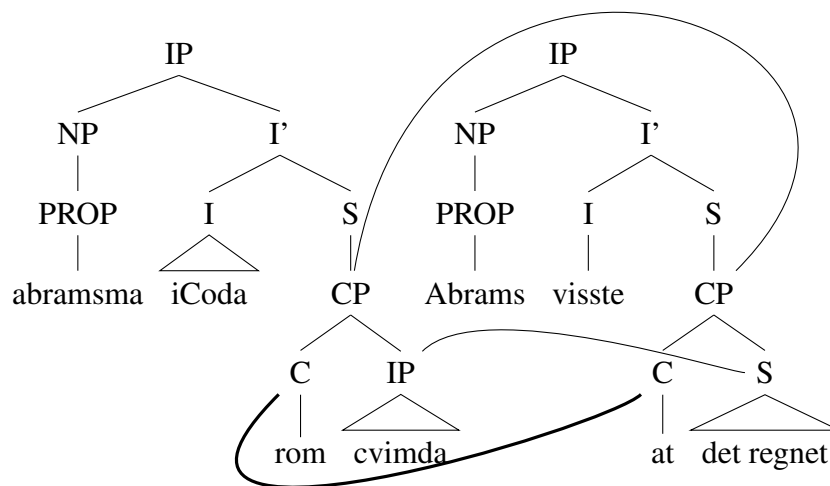 IP IP
NP I' NP I'
PROP I S PROP I S
abramsma iCoda CP Abrams visste CP
C IP C S
rom cvimda at det regnet